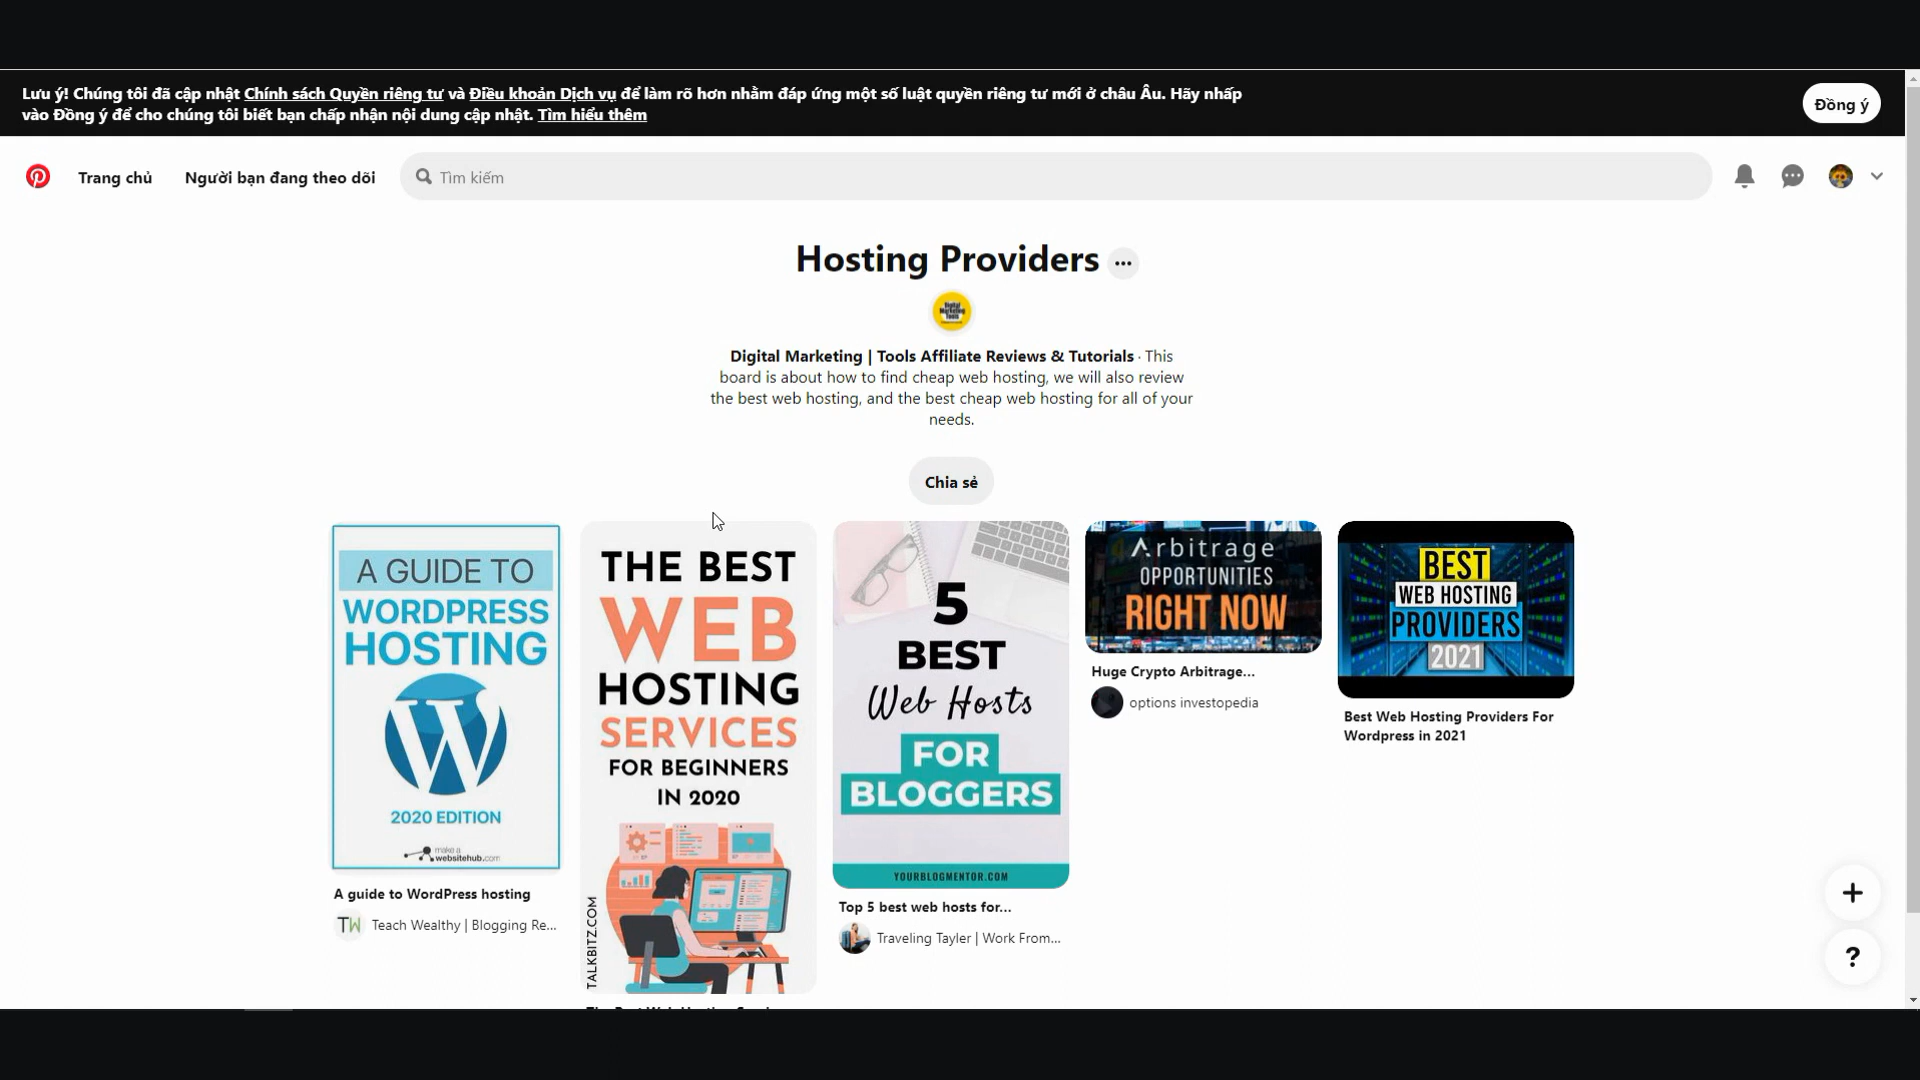 Lưu ý! Chúng tôi đã cập nhật Chính sách Quyền riêng tư và Điều khoản Dịch vụ để làm rõ hơn nhằm đáp ứng một số luật quyền riêng tư mới ở châu Âu. Hãy nhấp
vào Đồng ý để cho chúng tôi biết bạn chấp nhận nội dung cập nhật. Tìm hiểu thêm
Đồng ý
Trang chủ
Người bạn đang theo dõi
Tìm kiếm
Hosting Providers
Digital Marketing Tools
Digital Marketing | Tools Affiliate Reviews & Tutorials · This
board is about how to find cheap web hosting, we will also review
the best web hosting, and the best cheap web hosting for all of your
needs.
Chia sẻ
A GUIDE TO
WORDPRESS
HOSTING
2020 EDITION
make a
websitehub.com
A guide to WordPress hosting
TW
Teach Wealthy | Blogging Re...
THE BEST
WEB
HOSTING
SERVICES
FOR BEGINNERS
IN 2020
TALKBITZ.COM
5
BEST
Web Hosts
FOR
BLOGGERS
YOURBLOGMENTOR.COM
Top 5 best web hosts for...
Traveling Tayler | Work From...
Arbitrage
OPPORTUNITIES
RIGHT NOW
Huge Crypto Arbitrage...
options investopedia
BEST
WEB HOSTING
PROVIDERS
2021
Best Web Hosting Providers For
Wordpress in 2021
+
?